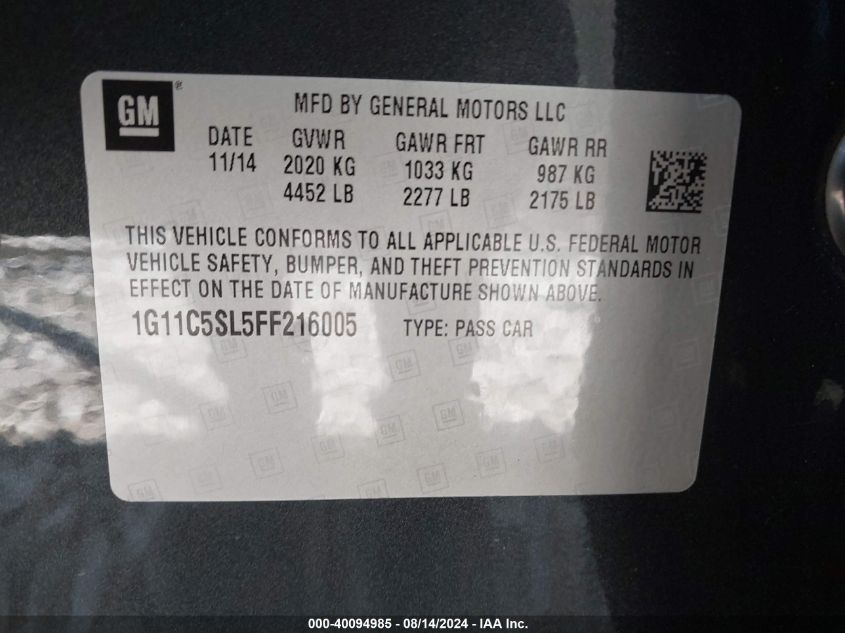 GM
MFD BY GENERAL MOTORS LLC
DATE GVWR GAWR FRT GAWR RR
11/14 2020 KG 1033 KG 987 KG
4452 LB 2277 LB 2175 LB
THIS VEHICLE CONFORMS TO ALL APPLICABLE U.S. FEDERAL MOTOR
VEHICLE SAFETY, BUMPER, AND THEFT PREVENTION STANDARDS IN
EFFECT ON THE DATE OF MANUFACTURE SHOWN ABOVE.
1G11C5SL5FF216005 TYPE: PASS CAR
000-40094985 - 08/14/2024 - IAA Inc.